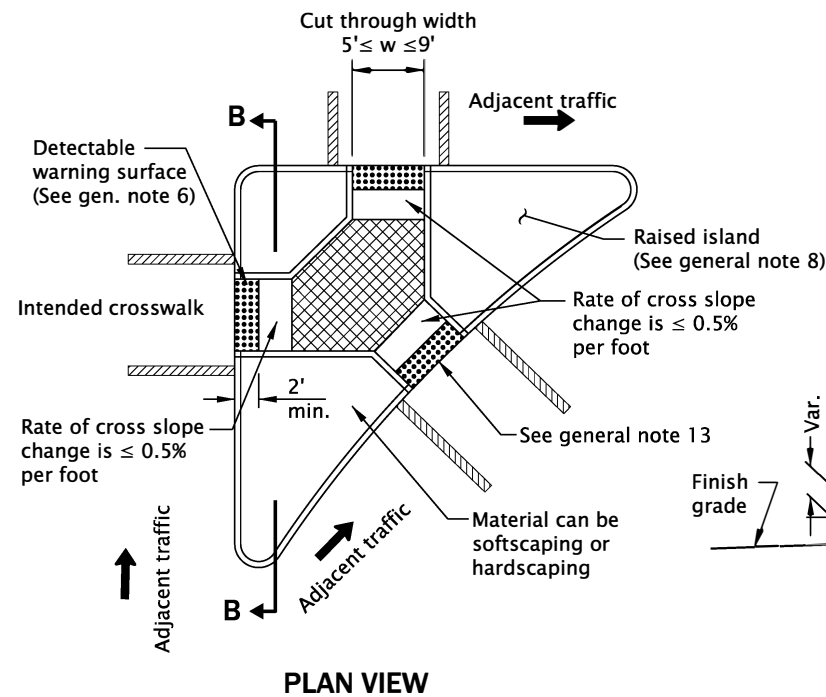 Cut through width
5'≤ w ≤9'
Adjacent traffic
B
Detectable
warning surface
(See gen. note 6)
Raised island
(See general note 8)
Intended crosswalk
Rate of cross slope
change is ≤ 0.5%
per foot
2'
min.
Rate of cross slope
change is ≤ 0.5%
per foot
See general note 13
Var.
Finish
grade
Material can be
softscaping or
hardscaping
Adjacent traffic
Adjacent traffic
B
PLAN VIEW